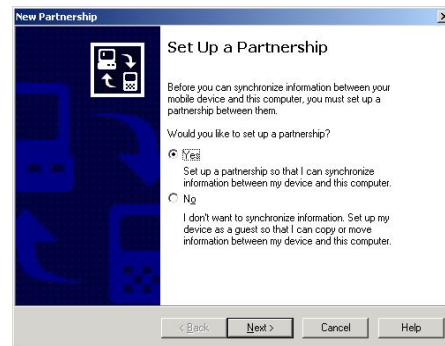 New Partnership
Set Up a Partnership
Before you can synchronize information between your
mobile device and this computer, you must set up a
partnership between them.
Would you like to set up a partnership?
Yes
Set up a partnership so that I can synchronize
information between my device and this computer.
No
I don't want to synchronize information. Set up my
device as a guest so that I can copy or move
information between my device and this computer.
< Back Next > Cancel Help